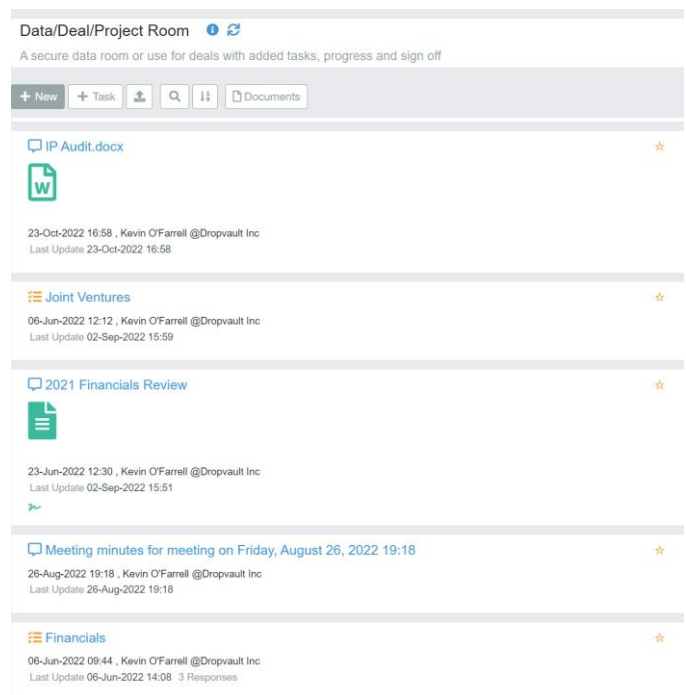 Data/Deal/Project Room
A secure data room or use for deals with added tasks, progress and sign off
+ New + Task Documents
IP Audit.docx
W
23-Oct-2022 16:58 , Kevin O'Farrell @Dropvault Inc
Last Update 23-Oct-2022 16:58
Joint Ventures
06-Jun-2022 12:12 , Kevin O'Farrell @Dropvault Inc
Last Update 02-Sep-2022 15:59
2021 Financials Review
23-Jun-2022 12:30 , Kevin O'Farrell @Dropvault Inc
Last Update 02-Sep-2022 15:51
Meeting minutes for meeting on Friday, August 26, 2022 19:18
26-Aug-2022 19:18 , Kevin O'Farrell @Dropvault Inc
Last Update 26-Aug-2022 19:18
Financials
06-Jun-2022 09:44 , Kevin O'Farrell @Dropvault Inc
Last Update 06-Jun-2022 14:08 3 Responses